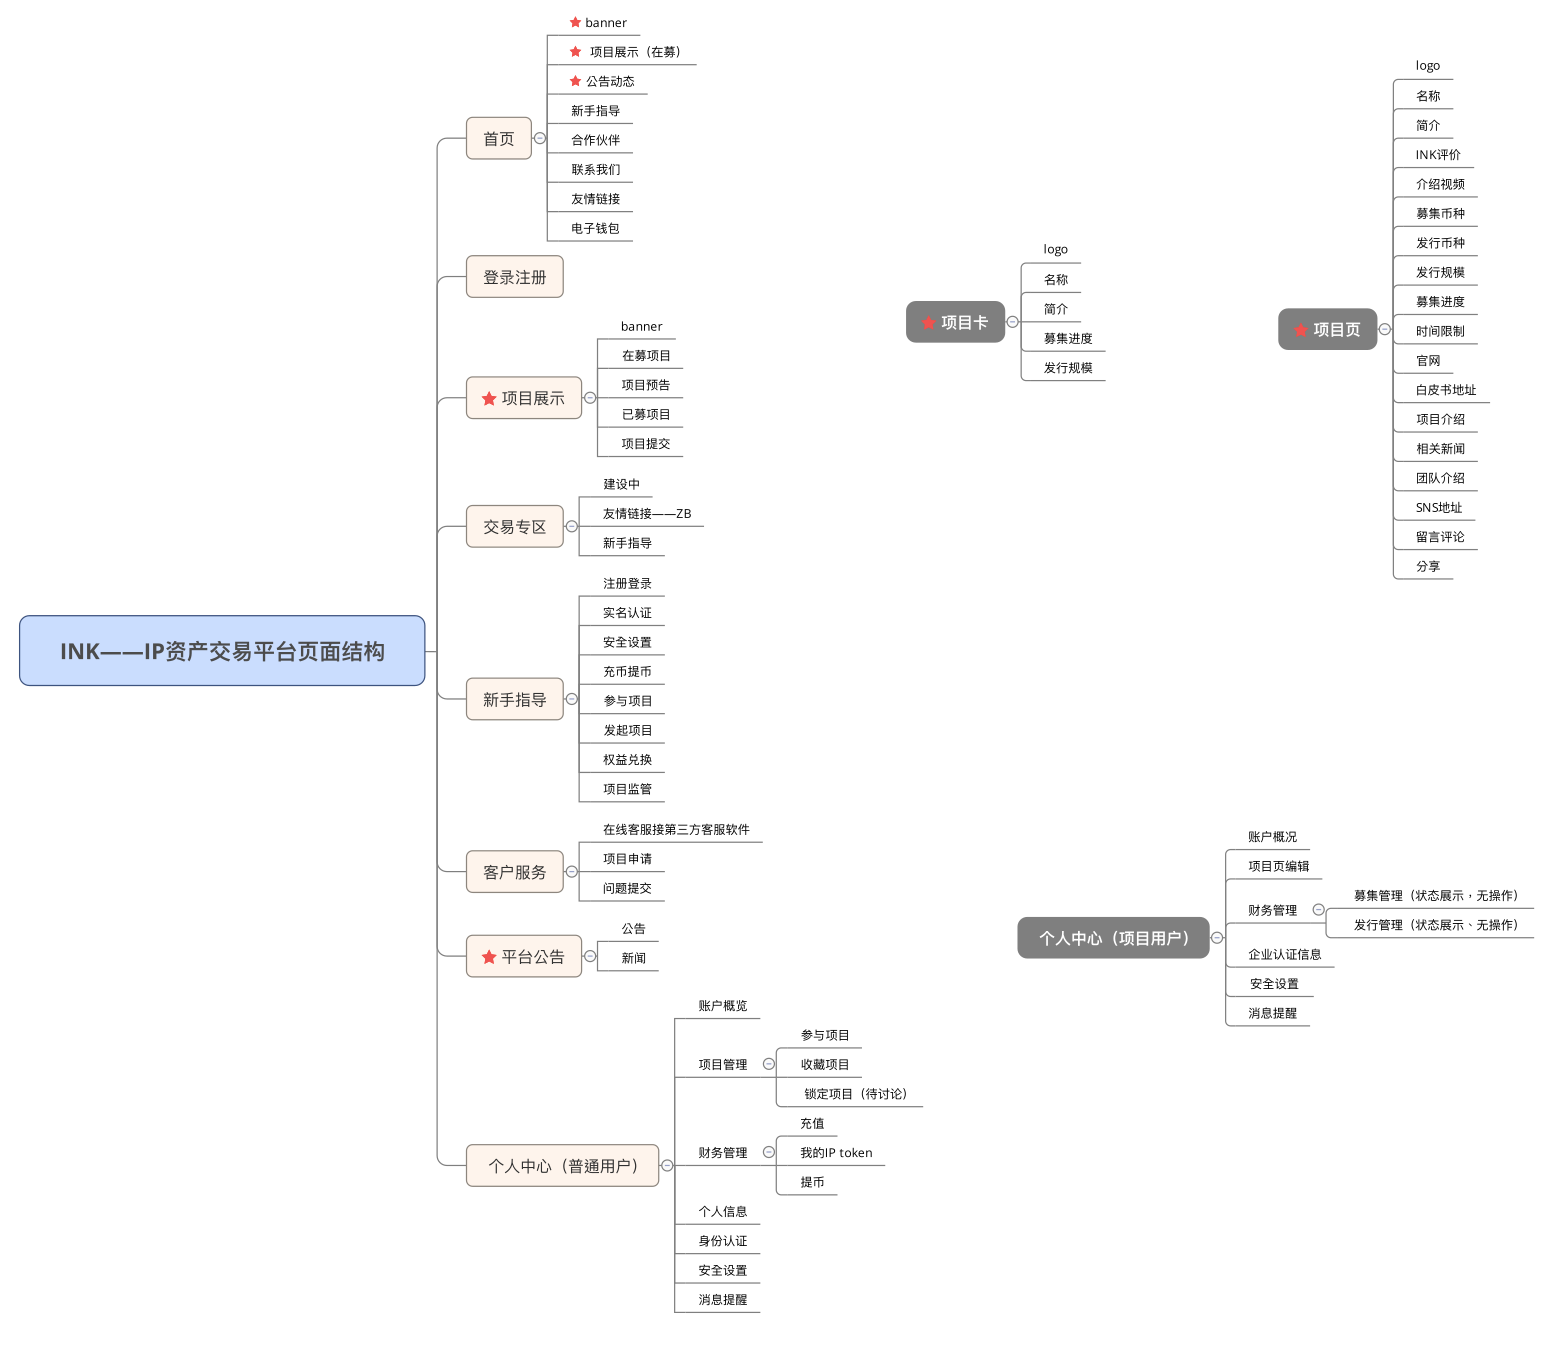 INK——IP资产交易平台页面结构
首页
banner
项目展示（在募）
公告动态
新手指导
合作伙伴
联系我们
友情链接
电子钱包
登录注册
项目展示
banner
在募项目
项目预告
已募项目
项目提交
交易专区
建设中
友情链接——ZB
新手指导
新手指导
注册登录
实名认证
安全设置
充币提币
参与项目
发起项目
权益兑换
项目监管
客户服务
在线客服接第三方客服软件
项目申请
问题提交
平台公告
公告
新闻
个人中心（普通用户）
账户概览
项目管理
参与项目
收藏项目
锁定项目（待讨论）
财务管理
充值
我的IP token
提币
个人信息
身份认证
安全设置
消息提醒
项目卡
logo
名称
简介
募集进度
发行规模
项目页
logo
名称
简介
INK评价
介绍视频
募集币种
发行币种
发行规模
募集进度
时间限制
官网
白皮书地址
项目介绍
相关新闻
团队介绍
SNS地址
留言评论
分享
个人中心（项目用户）
账户概况
项目页编辑
财务管理
募集管理（状态展示，无操作）
发行管理（状态展示、无操作）
企业认证信息
安全设置
消息提醒